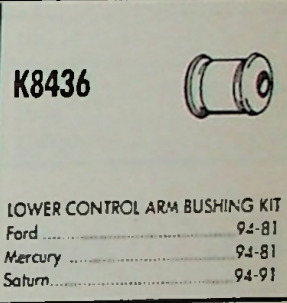 K8436
LOWER CONTROL ARM BUSHING KIT
Ford ........................ 94-81
Mercury ................. 94-81
Saturn..................... 94-91